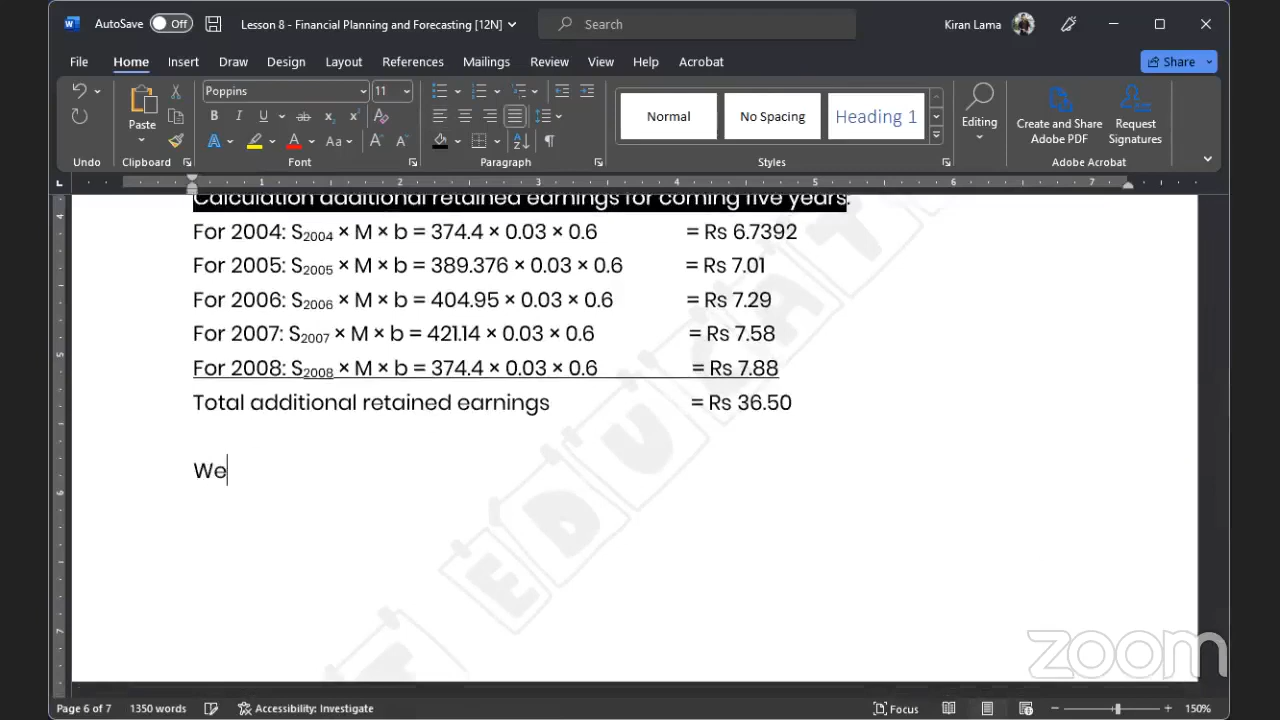 AutoSave Off Lesson 8 - Financial Planning and Forecasting [12N] Search Kiran Lama
File Home Insert Draw Design Layout References Mailings Review View Help Acrobat Share
Poppins 11
Paste
Normal No Spacing Heading 1
Editing
Create and Share Adobe PDF
Request Signatures
Undo Clipboard Font Paragraph Styles Adobe Acrobat
1 2 3 4 5 6 7
Calculation additional retained earnings for coming five years:
For 2004: S2004 × M × b = 374.4 × 0.03 × 0.6 = Rs 6.7392
For 2005: S2005 × M × b = 389.376 × 0.03 × 0.6 = Rs 7.01
For 2006: S2006 × M × b = 404.95 × 0.03 × 0.6 = Rs 7.29
For 2007: S2007 × M × b = 421.14 × 0.03 × 0.6 = Rs 7.58
For 2008: S2008 × M × b = 374.4 × 0.03 × 0.6 = Rs 7.88
Total additional retained earnings = Rs 36.50
We
zoom
Page 6 of 7 1350 words Accessibility: Investigate Focus 150%